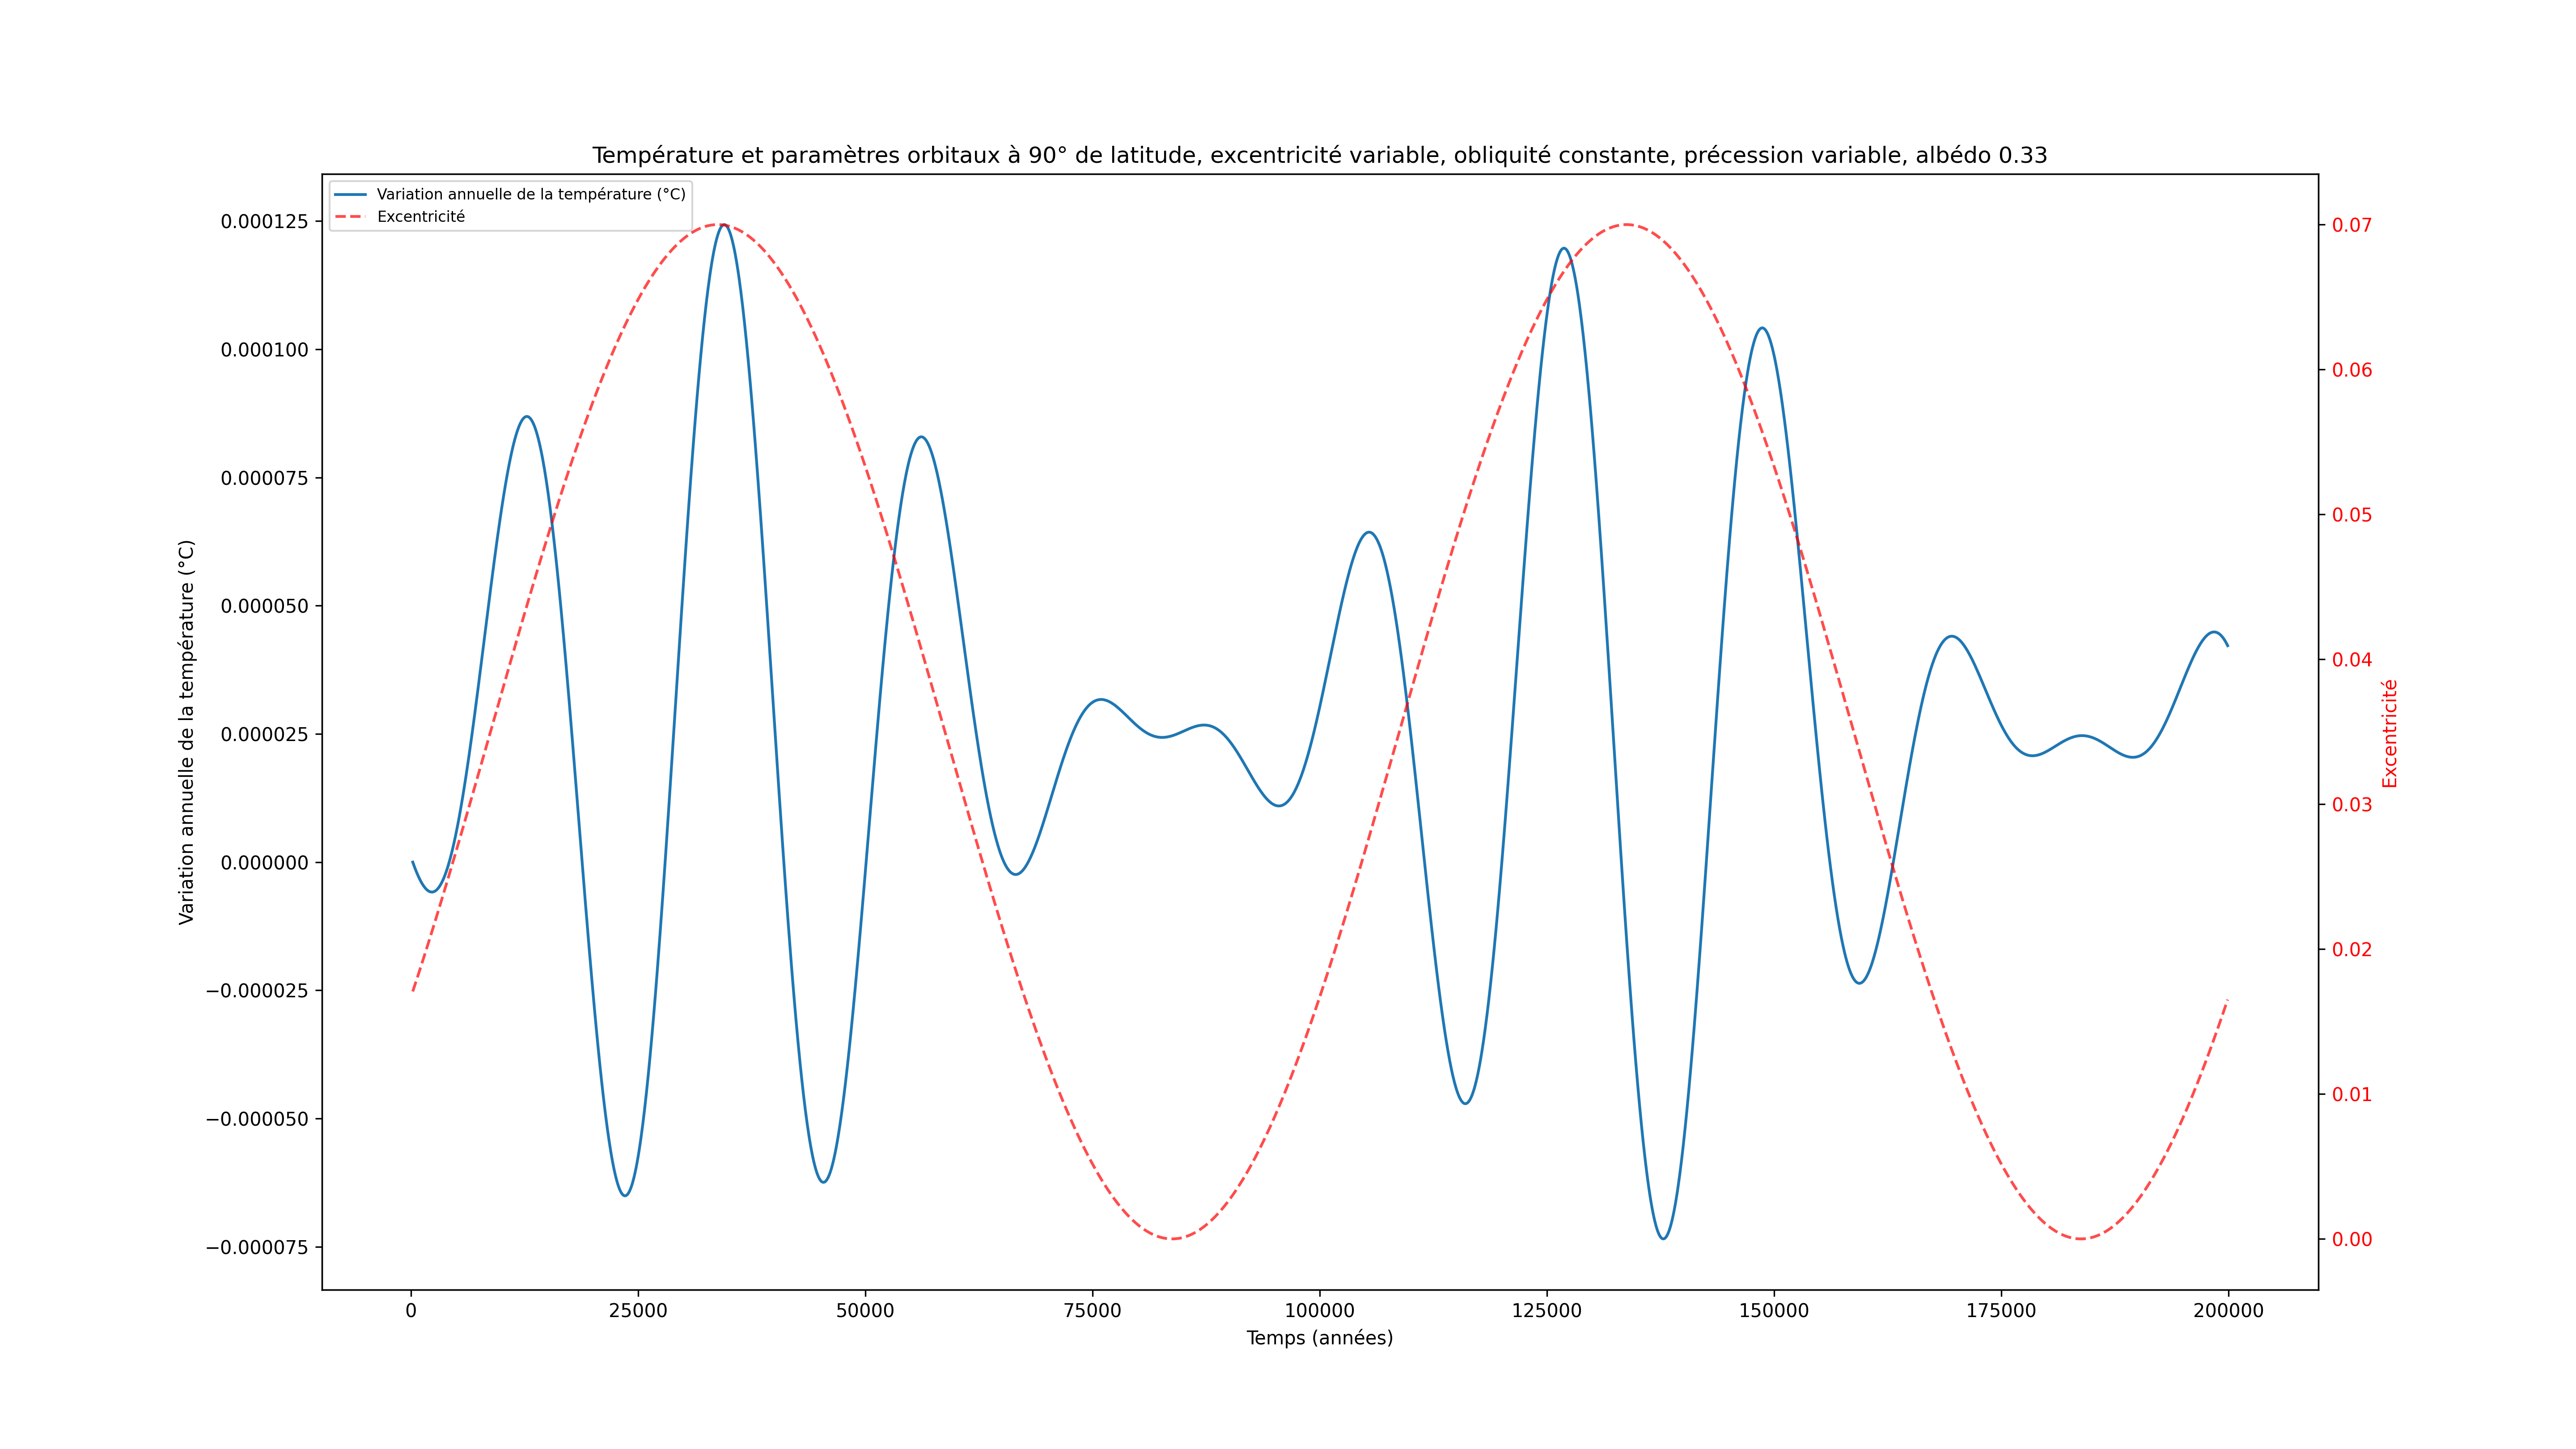 Température et paramètres orbitaux à 90° de latitude, excentricité variable, obliquité constante, précession variable, albédo 0.33
Variation annuelle de la température (°C)
Excentricité
Variation annuelle de la température (°C)
0.000125
0.000100
0.000075
0.000050
0.000025
0.000000
−0.000025
−0.000050
−0.000075
0.07
0.06
0.05
0.04
0.03
0.02
0.01
0.00
Excentricité
0 25000 50000 75000 100000 125000 150000 175000 200000
Temps (années)